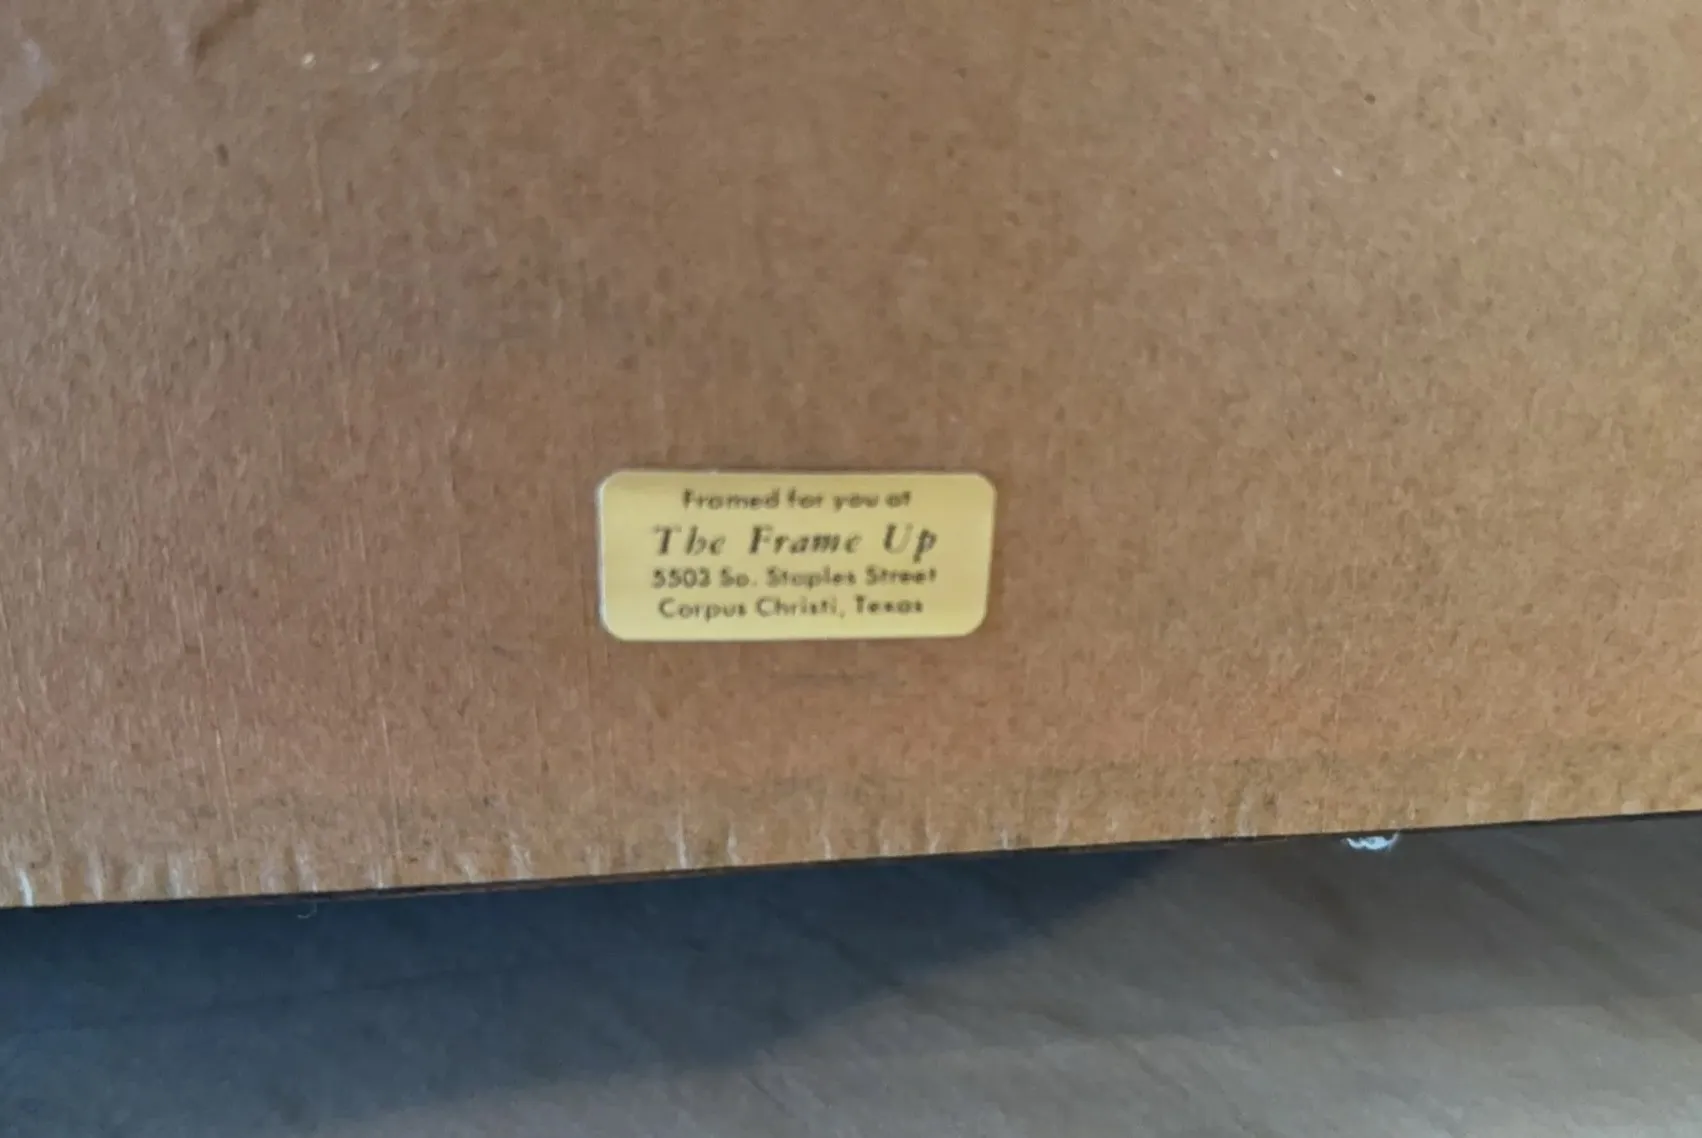 Framed for you at
The Frame Up
5503 So. Staples Street
Corpus Christi, Texas